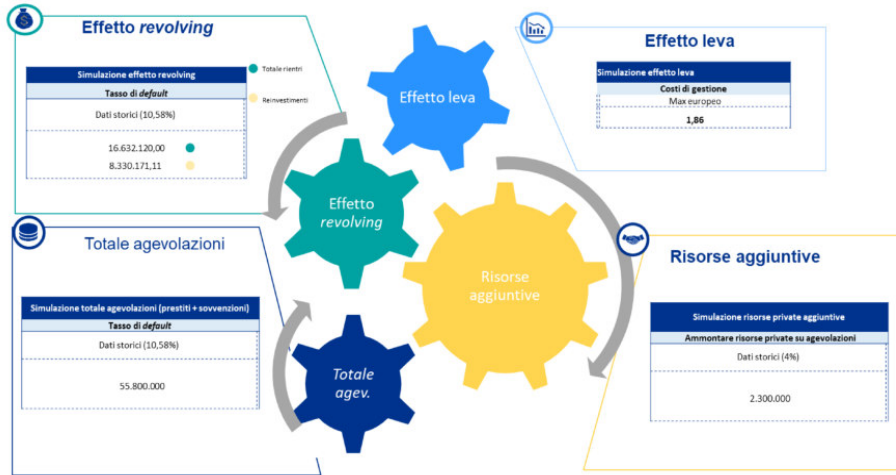 Effetto revolving
Simulazione effetto revolving
Tasso di default
Dati storici (10,58%)
16.632.120,00
8.330.171,11
Totale rientri
Reinvestimenti
Effetto leva
Effetto
revolving
Risorse
aggiuntive
Totale
agev.
Effetto leva
Simulazione effetto leva
Costi di gestione
Max europeo
1,86
Totale agevolazioni
Simulazione totale agevolazioni (prestiti + sovvenzioni)
Tasso di default
Dati storici (10,58%)
55.800.000
Risorse aggiuntive
Simulazione risorse private aggiuntive
Ammontare risorse private su agevolazioni
Dati storici (4%)
2.300.000